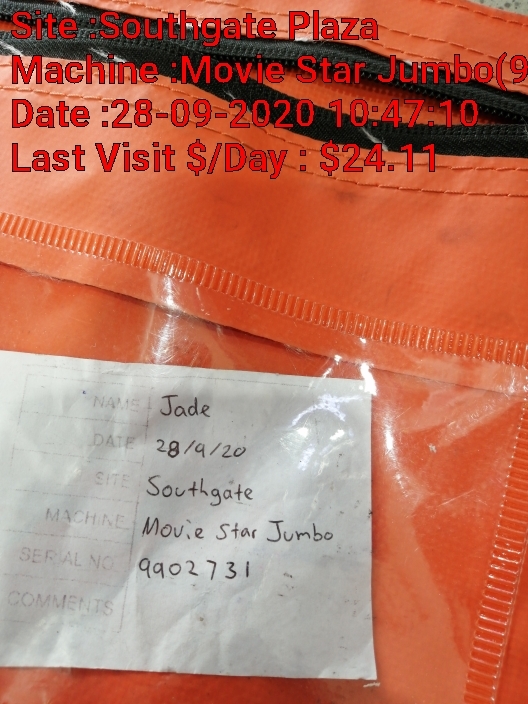 Site :Southgate Plaza
Machine :Movie Star Jumbo(9
Date :28-09-2020 10:47:10
Last Visit $/Day : $24.11
NAME Jade
DATE 28/9/20
SITE Southgate
MACHINE Movie Star Jumbo
SERIAL NO. 9902731
COMMENTS